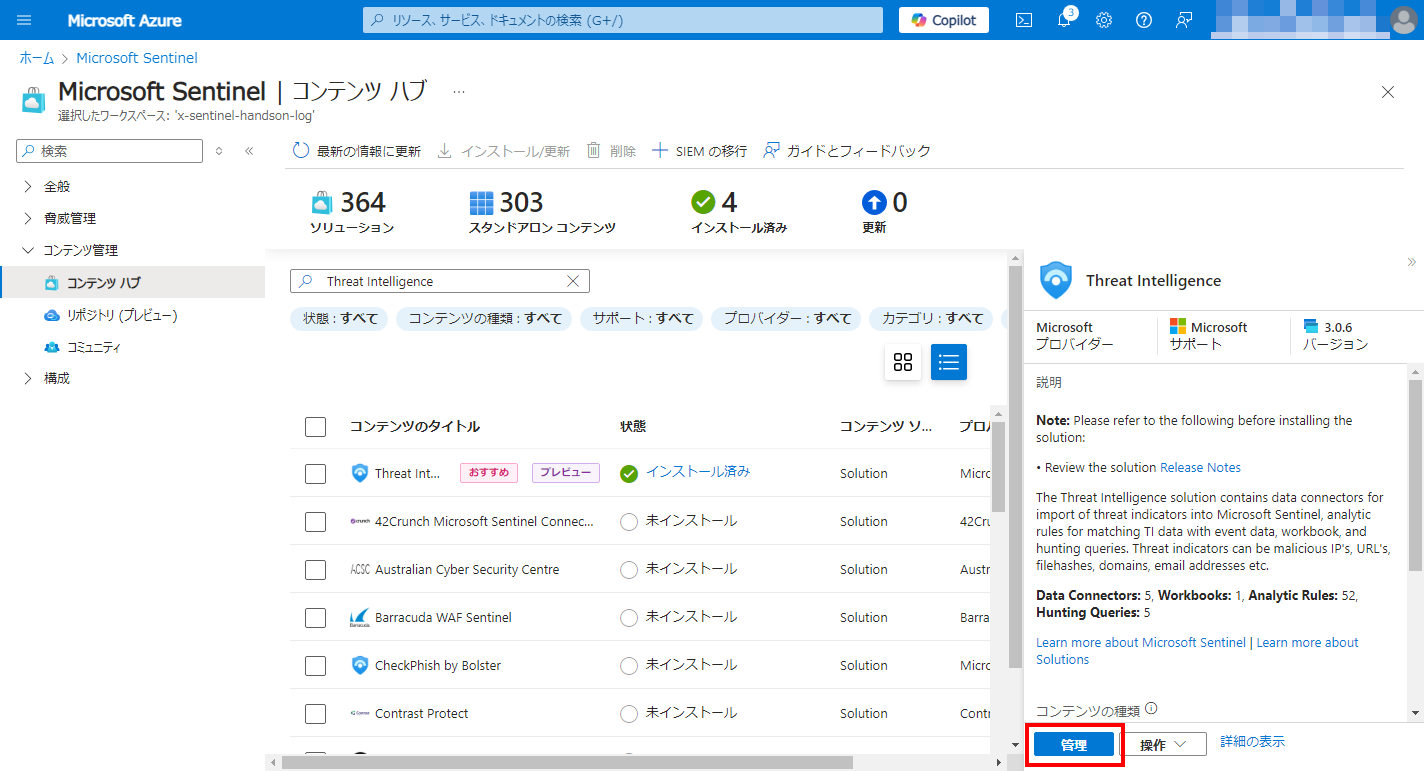 Microsoft Azure
リソース、サービス、ドキュメントの検索 (G+/)
Copilot
3
ホーム > Microsoft Sentinel
Microsoft Sentinel | コンテンツ ハブ ...
選択したワークスペース: 'x-sentinel-handson-log'
検索
全般
脅威管理
コンテンツ管理
コンテンツ ハブ
リポジトリ (プレビュー)
コミュニティ
構成
最新の情報に更新 インストール/更新 削除 SIEM の移行 ガイドとフィードバック
364 303 4 0
ソリューション スタンドアロン コンテンツ インストール済み 更新
Threat Intelligence
状態 : すべて コンテンツの種類 : すべて サポート : すべて プロバイダー : すべて カテゴリ : すべて
コンテンツのタイトル 状態 コンテンツ ソ... プロバ
Threat Int... おすすめ プレビュー インストール済み Solution Micro
42Crunch Microsoft Sentinel Connec... 未インストール Solution 42Cru
ACSC Australian Cyber Security Centre 未インストール Solution Austr
Barracuda WAF Sentinel 未インストール Solution Barra
CheckPhish by Bolster 未インストール Solution Micro
Contrast Protect 未インストール Solution Contr
Threat Intelligence
Microsoft
プロバイダー
Microsoft
サポート
3.0.6
バージョン
説明
Note: Please refer to the following before installing the
solution:
• Review the solution Release Notes
The Threat Intelligence solution contains data connectors for
import of threat indicators into Microsoft Sentinel, analytic
rules for matching TI data with event data, workbook, and
hunting queries. Threat indicators can be malicious IP's, URL's,
filehashes, domains, email addresses etc.
Data Connectors: 5, Workbooks: 1, Analytic Rules: 52,
Hunting Queries: 5
Learn more about Microsoft Sentinel | Learn more about
Solutions
コンテンツの種類
管理 操作 詳細の表示